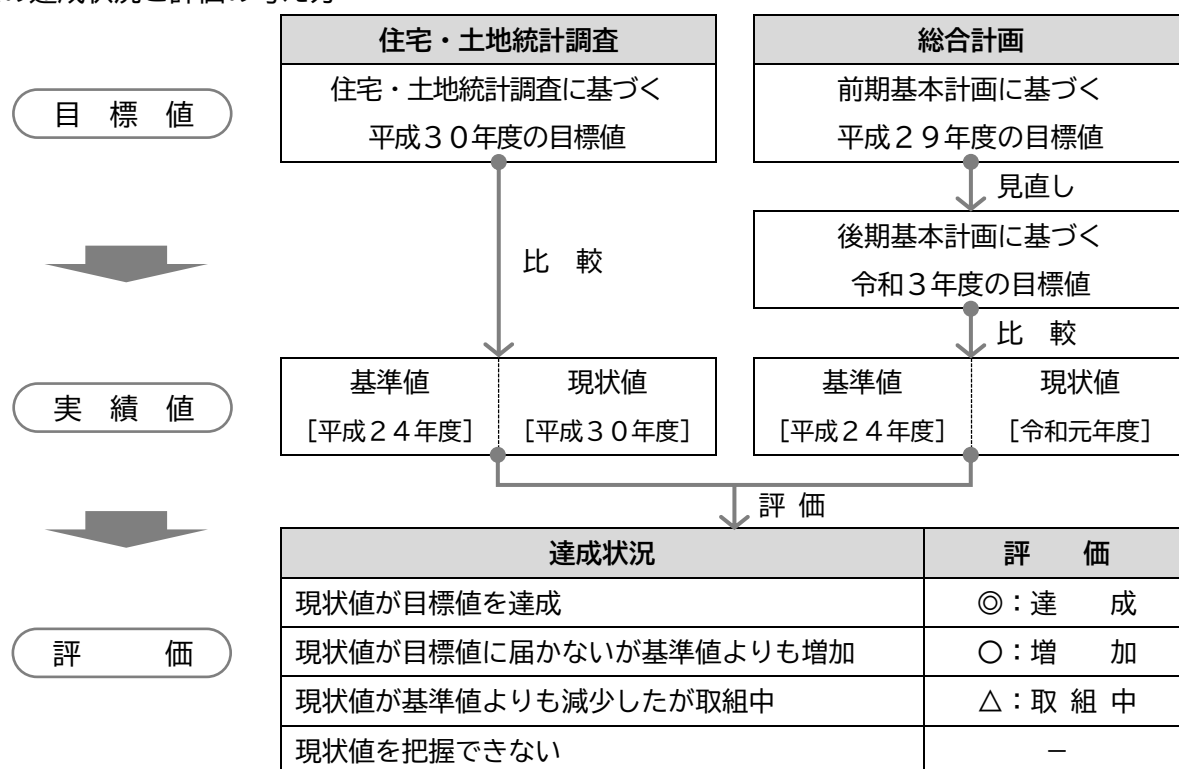 住宅・土地統計調査
総合計画
目標値
住宅・土地統計調査に基づく
平成３０年度の目標値
前期基本計画に基づく
平成２９年度の目標値
見直し
後期基本計画に基づく
令和３年度の目標値
比較
比較
実績値
基準値
[平成２４年度]
現状値
[平成３０年度]
基準値
[平成２４年度]
現状値
[令和元年度]
評価
達成状況
評価
評価
現状値が目標値を達成
◎：達成
現状値が目標値に届かないが基準値よりも増加
〇：増加
現状値が基準値よりも減少したが取組中
△：取組中
現状値を把握できない
－